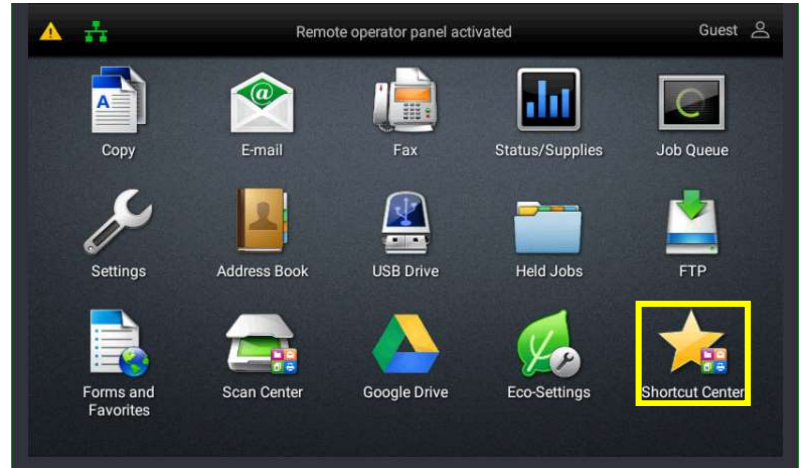 Remote operator panel activated
Guest
A
@
Copy
E-mail
Fax
Status/Supplies
Job Queue
Settings
Address Book
USB Drive
Held Jobs
FTP
Forms and
Favorites
Scan Center
Google Drive
Eco-Settings
Shortcut Center